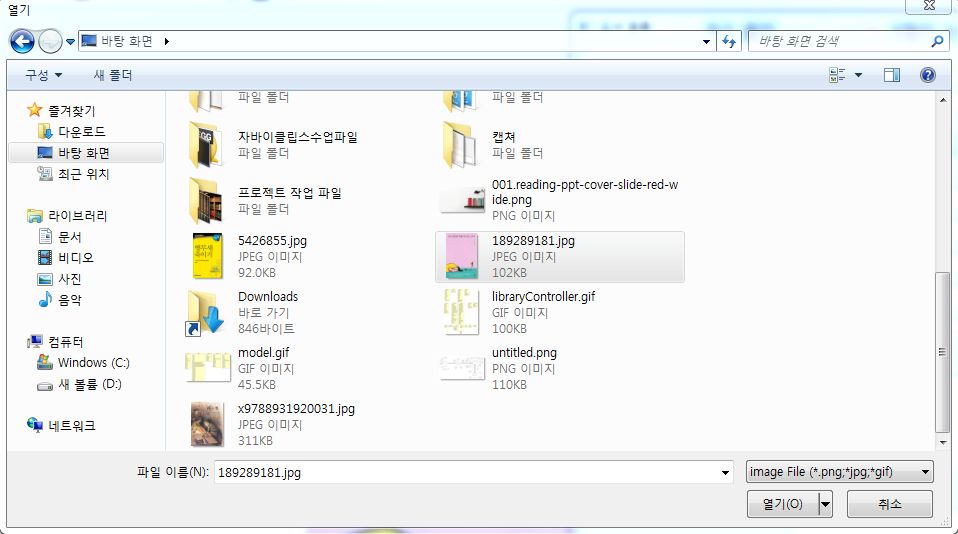 열기
바탕 화면
바탕 화면 검색
구성
새 폴더
즐겨찾기
다운로드
바탕 화면
최근 위치
라이브러리
문서
비디오
사진
음악
컴퓨터
Windows (C:)
새 볼륨 (D:)
네트워크
파일 폴더
파일 폴더
자바이클립스수업파일
파일 폴더
캡쳐
파일 폴더
프로젝트 작업 파일
파일 폴더
001.reading-ppt-cover-slide-red-w
ide.png
PNG 이미지
5426855.jpg
JPEG 이미지
92.0KB
189289181.jpg
JPEG 이미지
102KB
Downloads
바로 가기
846바이트
libraryController.gif
GIF 이미지
100KB
model.gif
GIF 이미지
45.5KB
untitled.png
PNG 이미지
110KB
x9788931920031.jpg
JPEG 이미지
311KB
파일 이름(N):
189289181.jpg
image File (*.png;*jpg;*gif)
열기(O)
취소